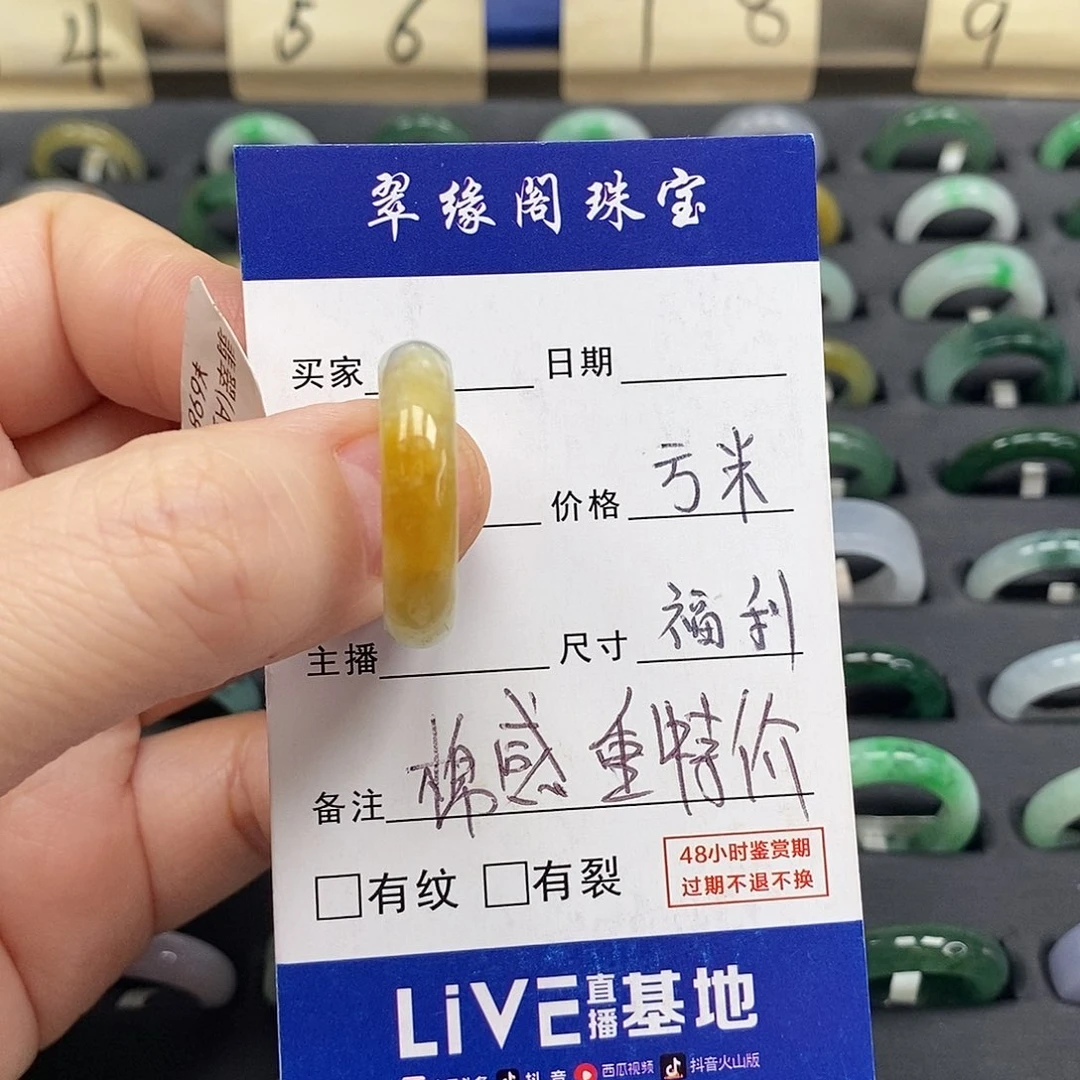 4 5 6 8 9
翠缘阁珠宝
买家 日期
价格 亏米
主播 尺寸 福利
备注 棉感重特价
有纹 有裂
48小时鉴赏期
过期不退不换
LiVE直播基地
抖音 西瓜视频 抖音火山版
翡翠/A